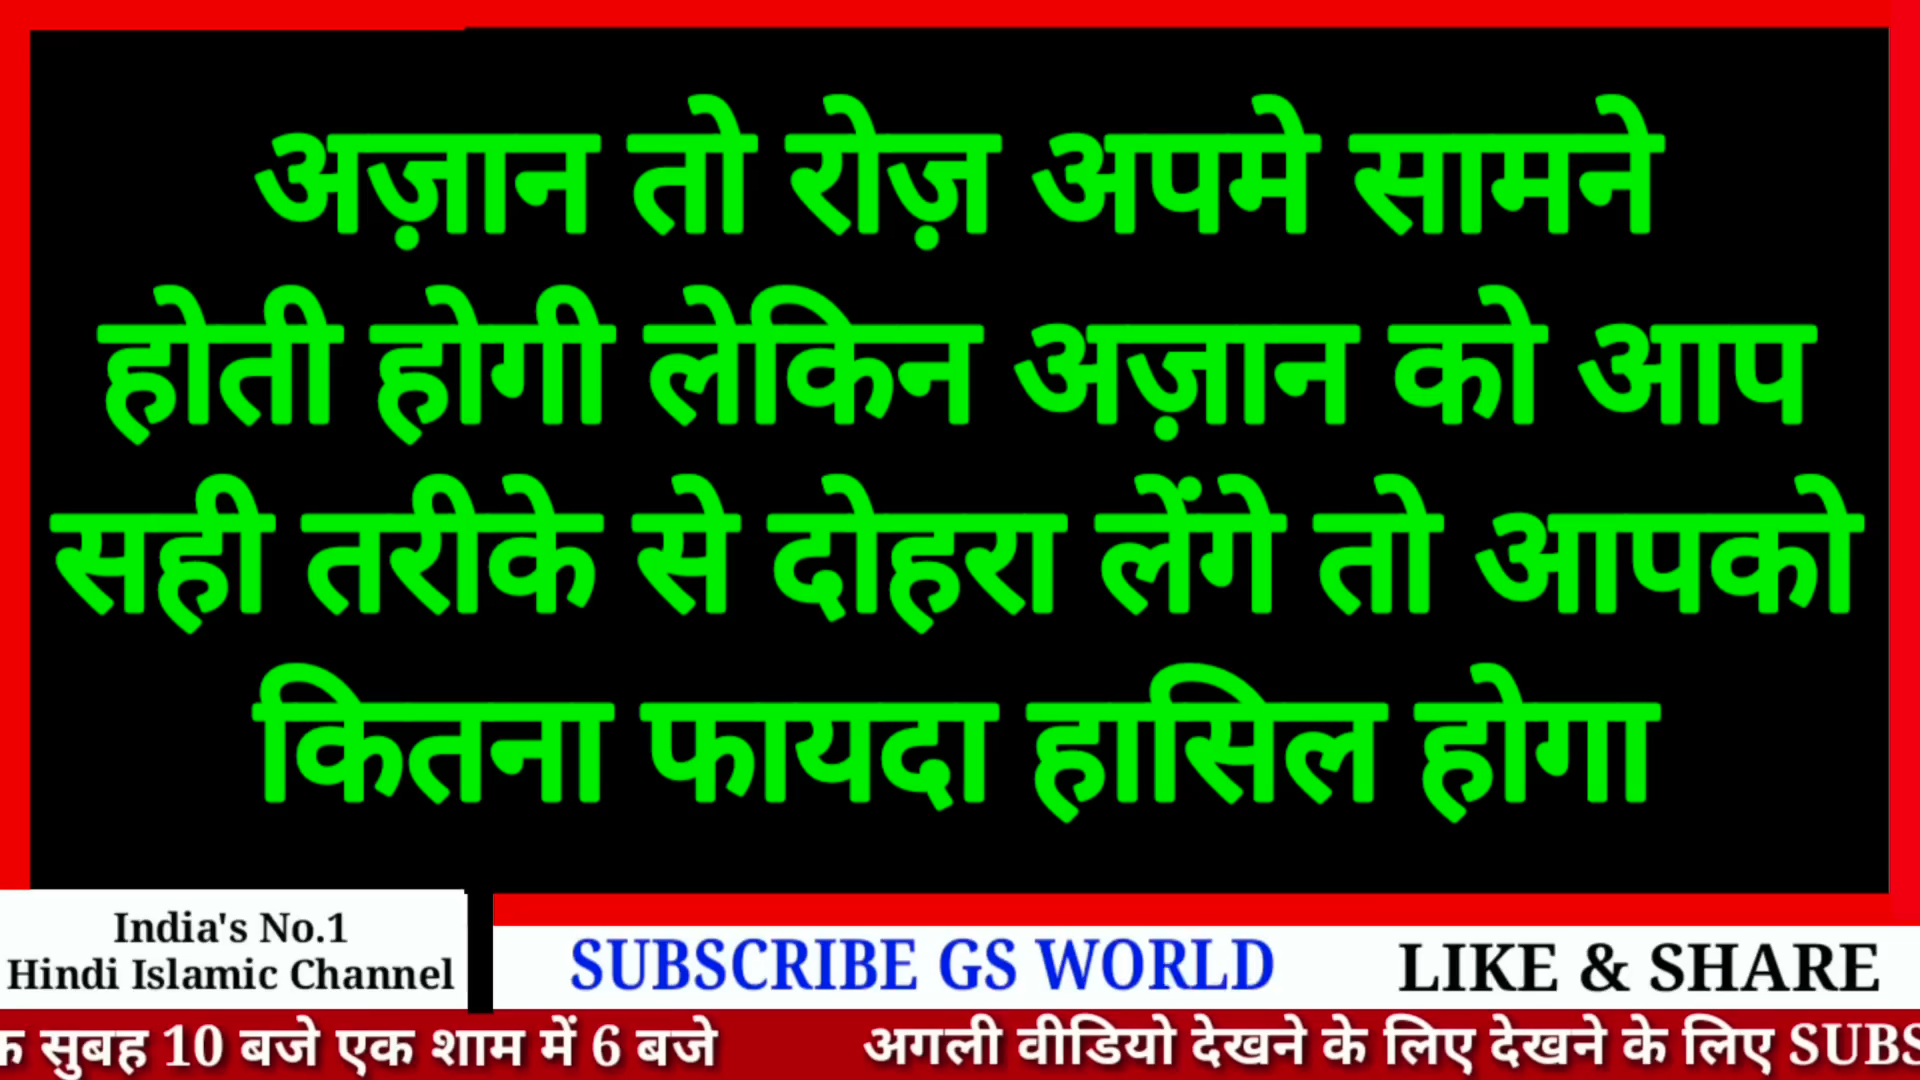 अज़ान तो रोज़ अपमे सामने
होती होगी लेकिन अज़ान को आप
सही तरीके से दोहरा लेंगे तो आपको
कितना फायदा हासिल होगा
India's No.1
Hindi Islamic Channel
SUBSCRIBE GS WORLD
LIKE & SHARE
सुबह 10 बजे एक शाम में 6 बजे
अगली वीडियो देखने के लिए देखने के लिए SUBS